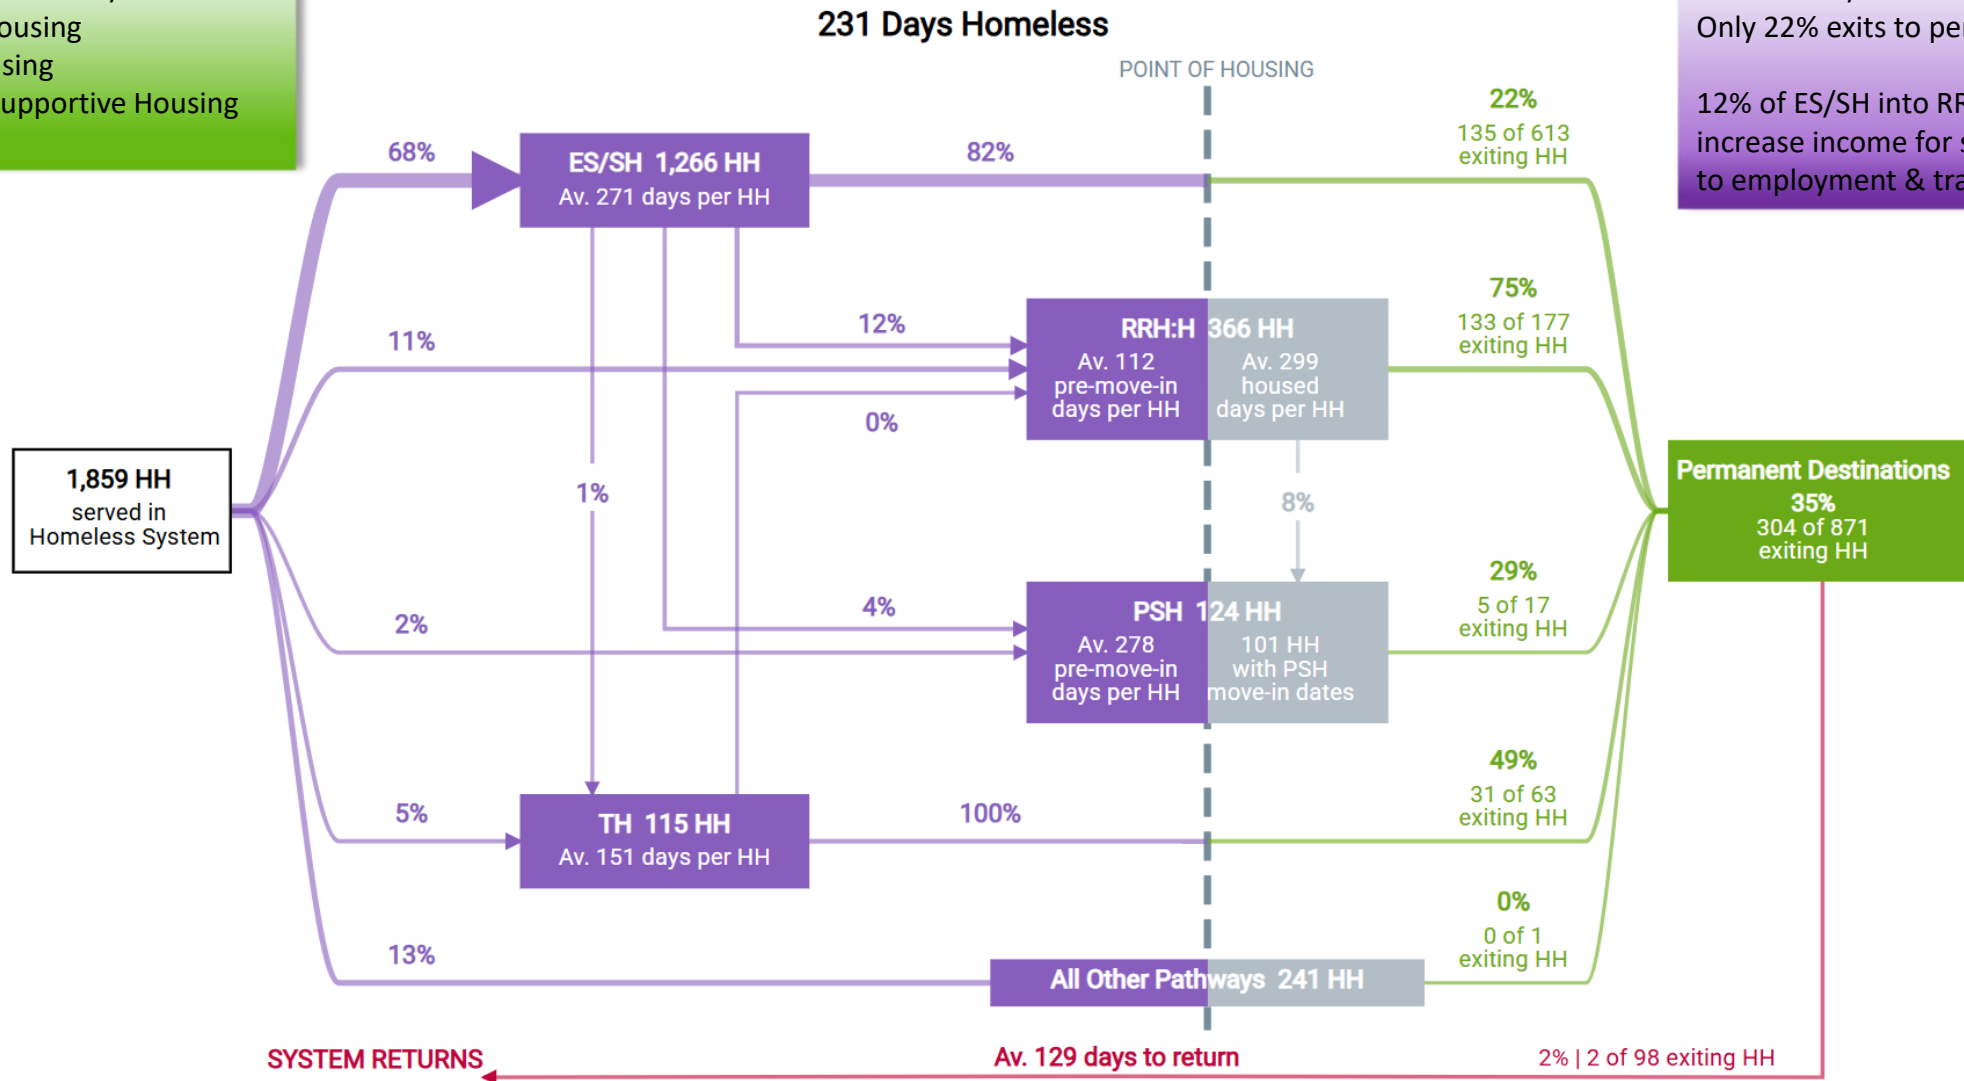 ousing
sing
upportive Housing
231 Days Homeless
POINT OF HOUSING
Only 22% exits to per
12% of ES/SH into RR
increase income for s
to employment & tra
68%
ES/SH 1,266 HH
Av. 271 days per HH
82%
22%
135 of 613
exiting HH
11%
12%
0%
RRH:H 366 HH
Av. 112
pre-move-in
days per HH
Av. 299
housed
days per HH
75%
133 of 177
exiting HH
1,859 HH
served in
Homeless System
1%
8%
Permanent Destinations
35%
304 of 871
exiting HH
2%
4%
PSH 124 HH
Av. 278
pre-move-in
days per HH
101 HH
with PSH
move-in dates
29%
5 of 17
exiting HH
5%
TH 115 HH
Av. 151 days per HH
100%
49%
31 of 63
exiting HH
13%
All Other Pathways 241 HH
0%
0 of 1
exiting HH
SYSTEM RETURNS
Av. 129 days to return
2% | 2 of 98 exiting HH